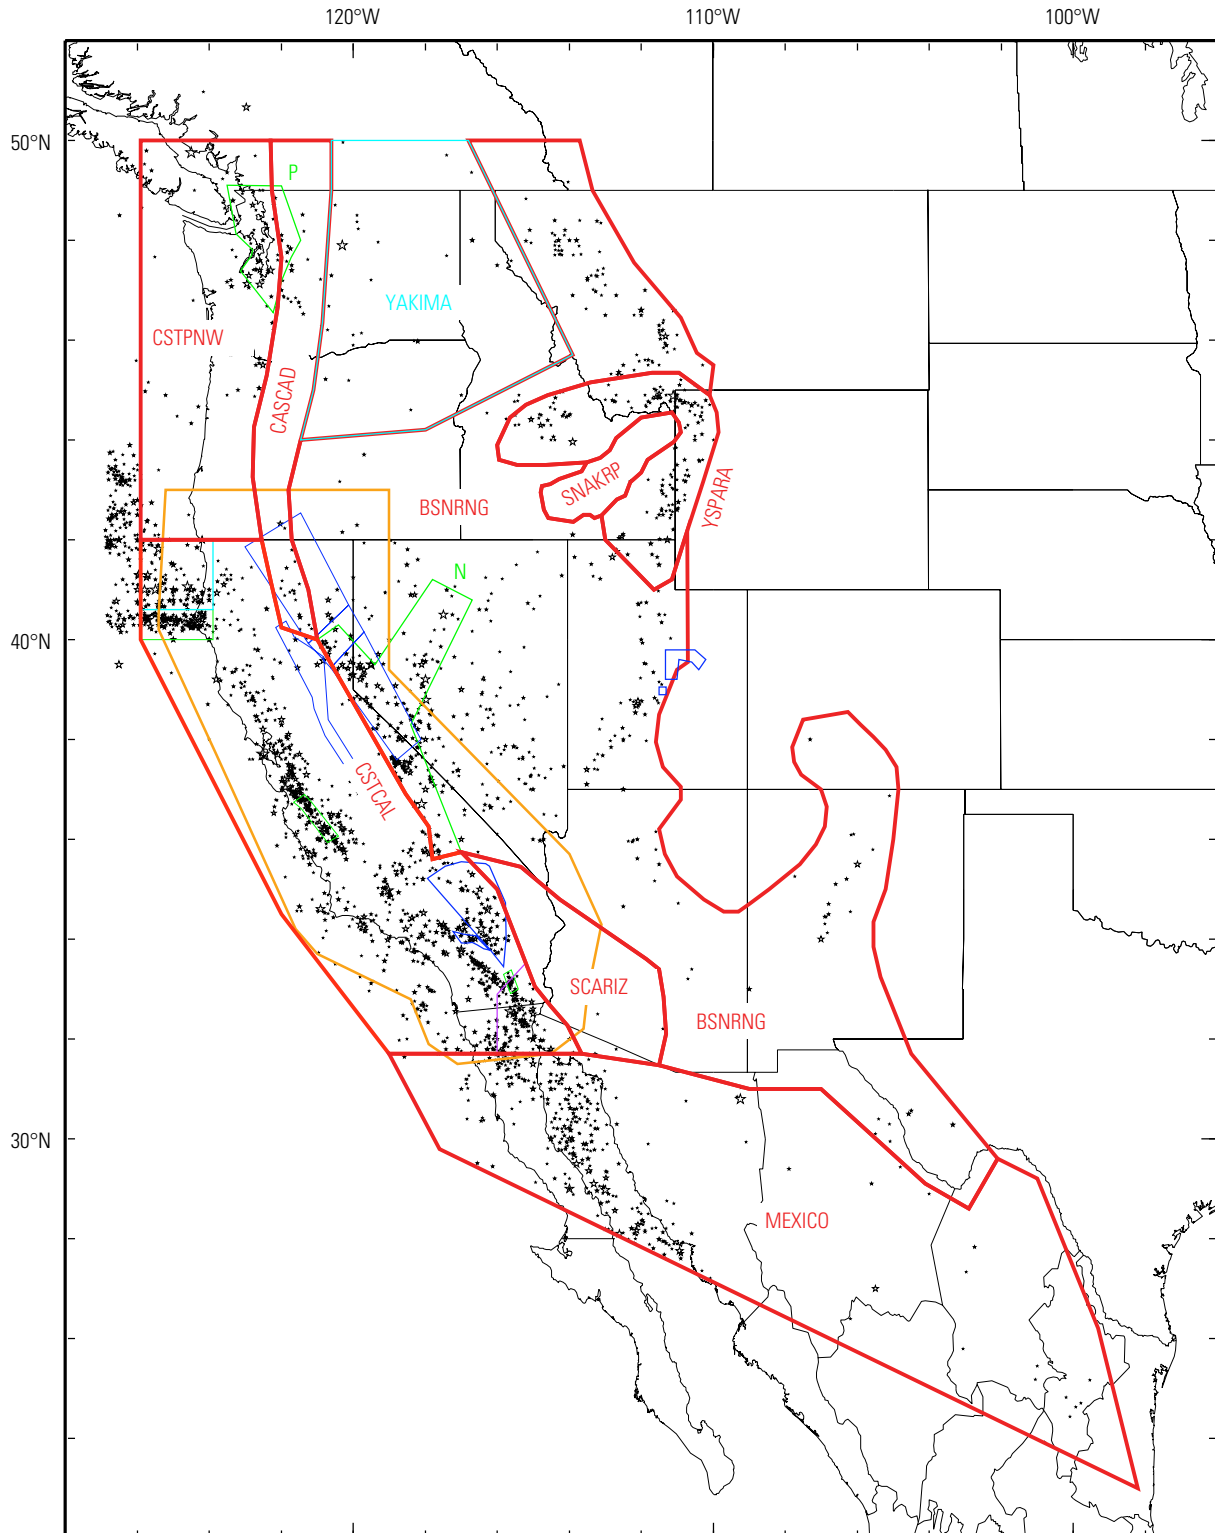 120°W
110°W
100°W
50°N
P
YAKIMA
CSTPNW
CASCAD
SNAKRP
YSPARA
BSNRNG
N
40°N
CSTCAL
SCARIZ
BSNRNG
30°N
MEXICO